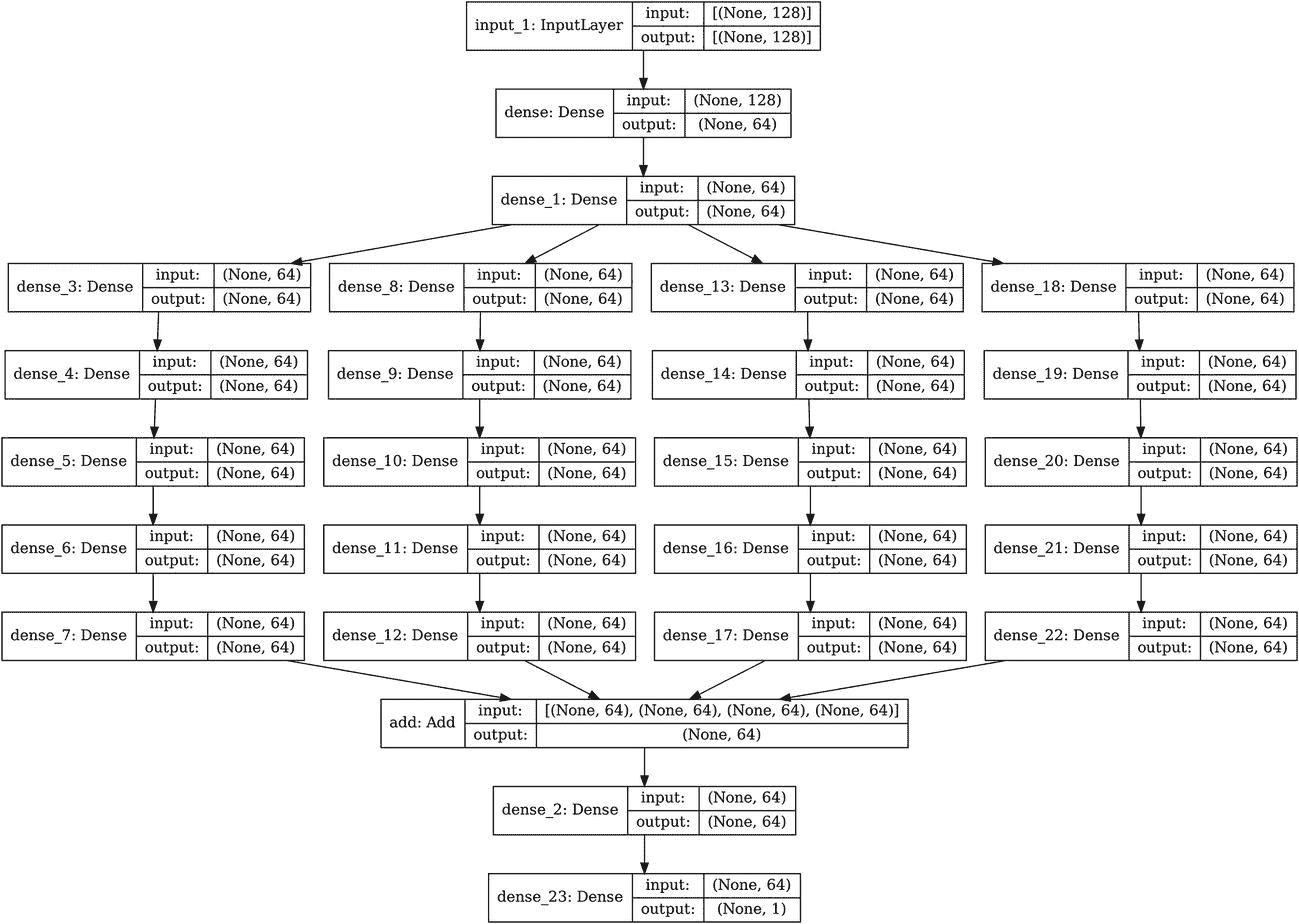 input_1: InputLayer input: [(None, 128)]
output: [(None, 128)]
dense: Dense input: (None, 128)
output: (None, 64)
dense_1: Dense input: (None, 64)
output: (None, 64)
dense_3: Dense input: (None, 64)
output: (None, 64)
dense_8: Dense input: (None, 64)
output: (None, 64)
dense_13: Dense input: (None, 64)
output: (None, 64)
dense_18: Dense input: (None, 64)
output: (None, 64)
dense_4: Dense input: (None, 64)
output: (None, 64)
dense_9: Dense input: (None, 64)
output: (None, 64)
dense_14: Dense input: (None, 64)
output: (None, 64)
dense_19: Dense input: (None, 64)
output: (None, 64)
dense_5: Dense input: (None, 64)
output: (None, 64)
dense_10: Dense input: (None, 64)
output: (None, 64)
dense_15: Dense input: (None, 64)
output: (None, 64)
dense_20: Dense input: (None, 64)
output: (None, 64)
dense_6: Dense input: (None, 64)
output: (None, 64)
dense_11: Dense input: (None, 64)
output: (None, 64)
dense_16: Dense input: (None, 64)
output: (None, 64)
dense_21: Dense input: (None, 64)
output: (None, 64)
dense_7: Dense input: (None, 64)
output: (None, 64)
dense_12: Dense input: (None, 64)
output: (None, 64)
dense_17: Dense input: (None, 64)
output: (None, 64)
dense_22: Dense input: (None, 64)
output: (None, 64)
add: Add input: [(None, 64), (None, 64), (None, 64), (None, 64)]
output: (None, 64)
dense_2: Dense input: (None, 64)
output: (None, 64)
dense_23: Dense input: (None, 64)
output: (None, 1)